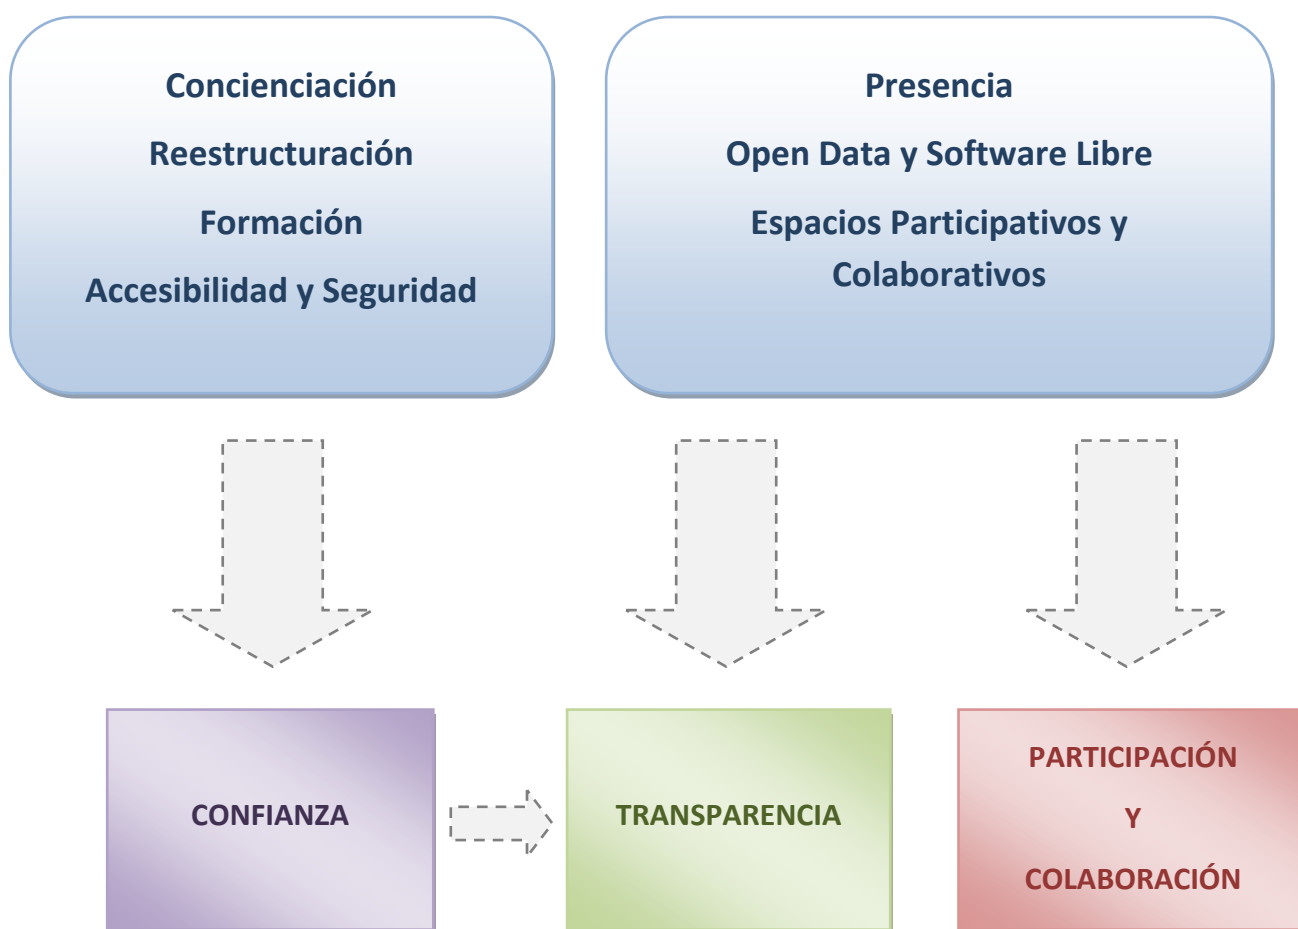 Concienciación
Reestructuración
Formación
Accesibilidad y Seguridad
Presencia
Open Data y Software Libre
Espacios Participativos y
Colaborativos
CONFIANZA
TRANSPARENCIA
PARTICIPACIÓN
Y
COLABORACIÓN